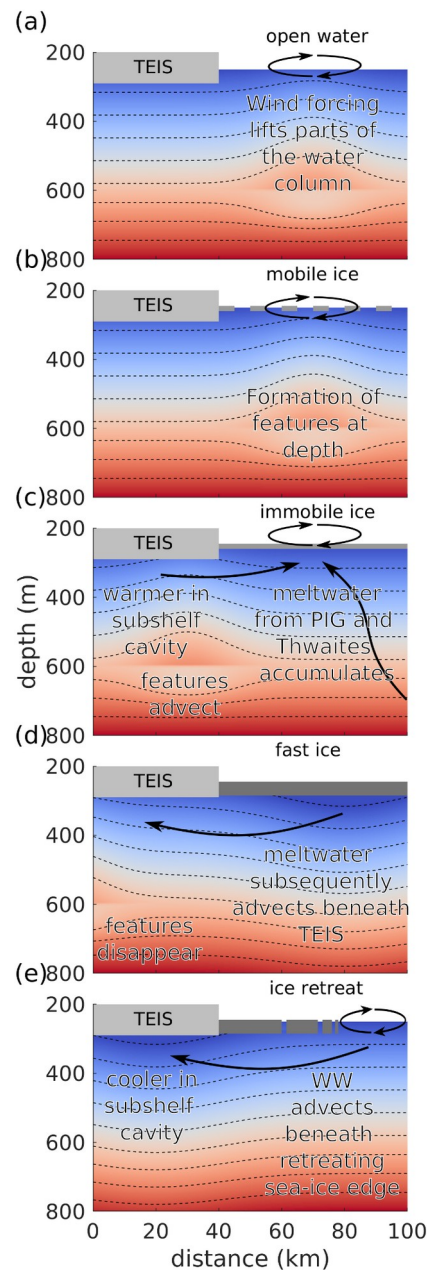 (a)
open water
200
TEIS
Wind forcing
lifts parts of
the water
column
400
600
800
(b)
mobile ice
200
TEIS
400
Formation of
features at
depth
600
800
(c)
immobile ice
200
TEIS
warmer in
subshelf
cavity
meltwater
from PIG and
Thwaites
accumulates
400
features
advect
600
800
depth (m)
(d)
fast ice
200
TEIS
400
meltwater
subsequently
advects beneath
TEIS
600
features
disappear
800
(e)
ice retreat
200
TEIS
400
cooler in
subshelf
cavity
WW
advects
beneath
retreating
sea-ice edge
600
800
0 20 40 60 80 100
distance (km)